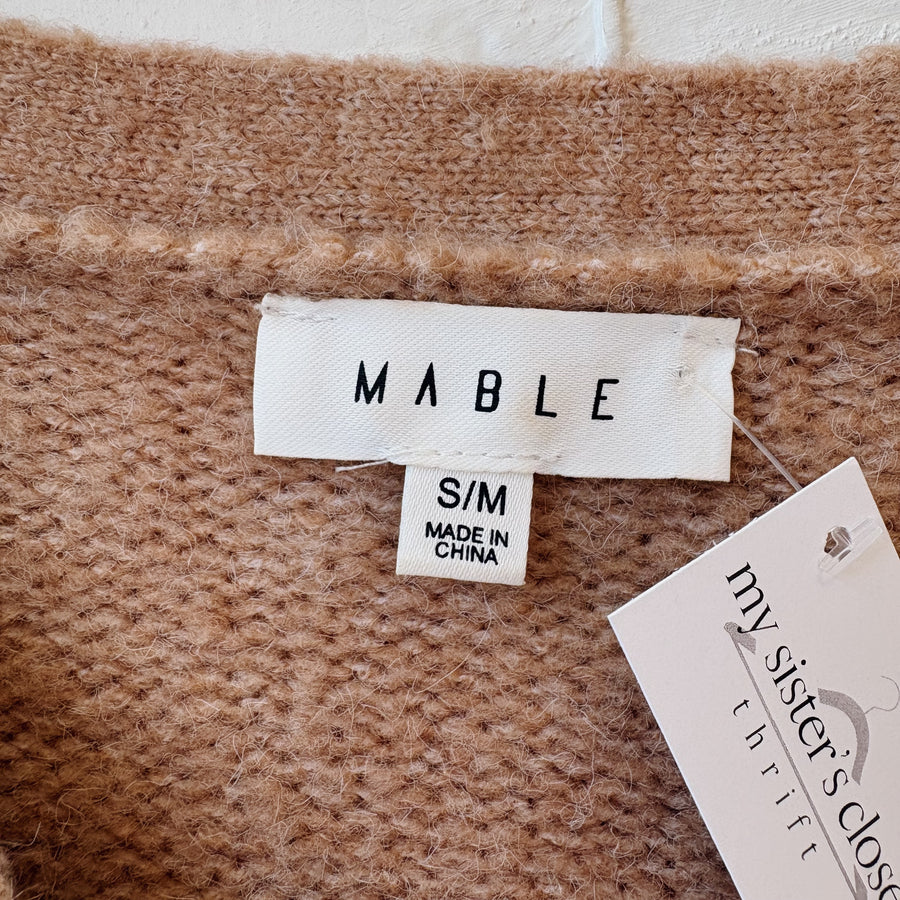 MABLE
S/M
MADE IN
CHINA
my sister's close
thrift